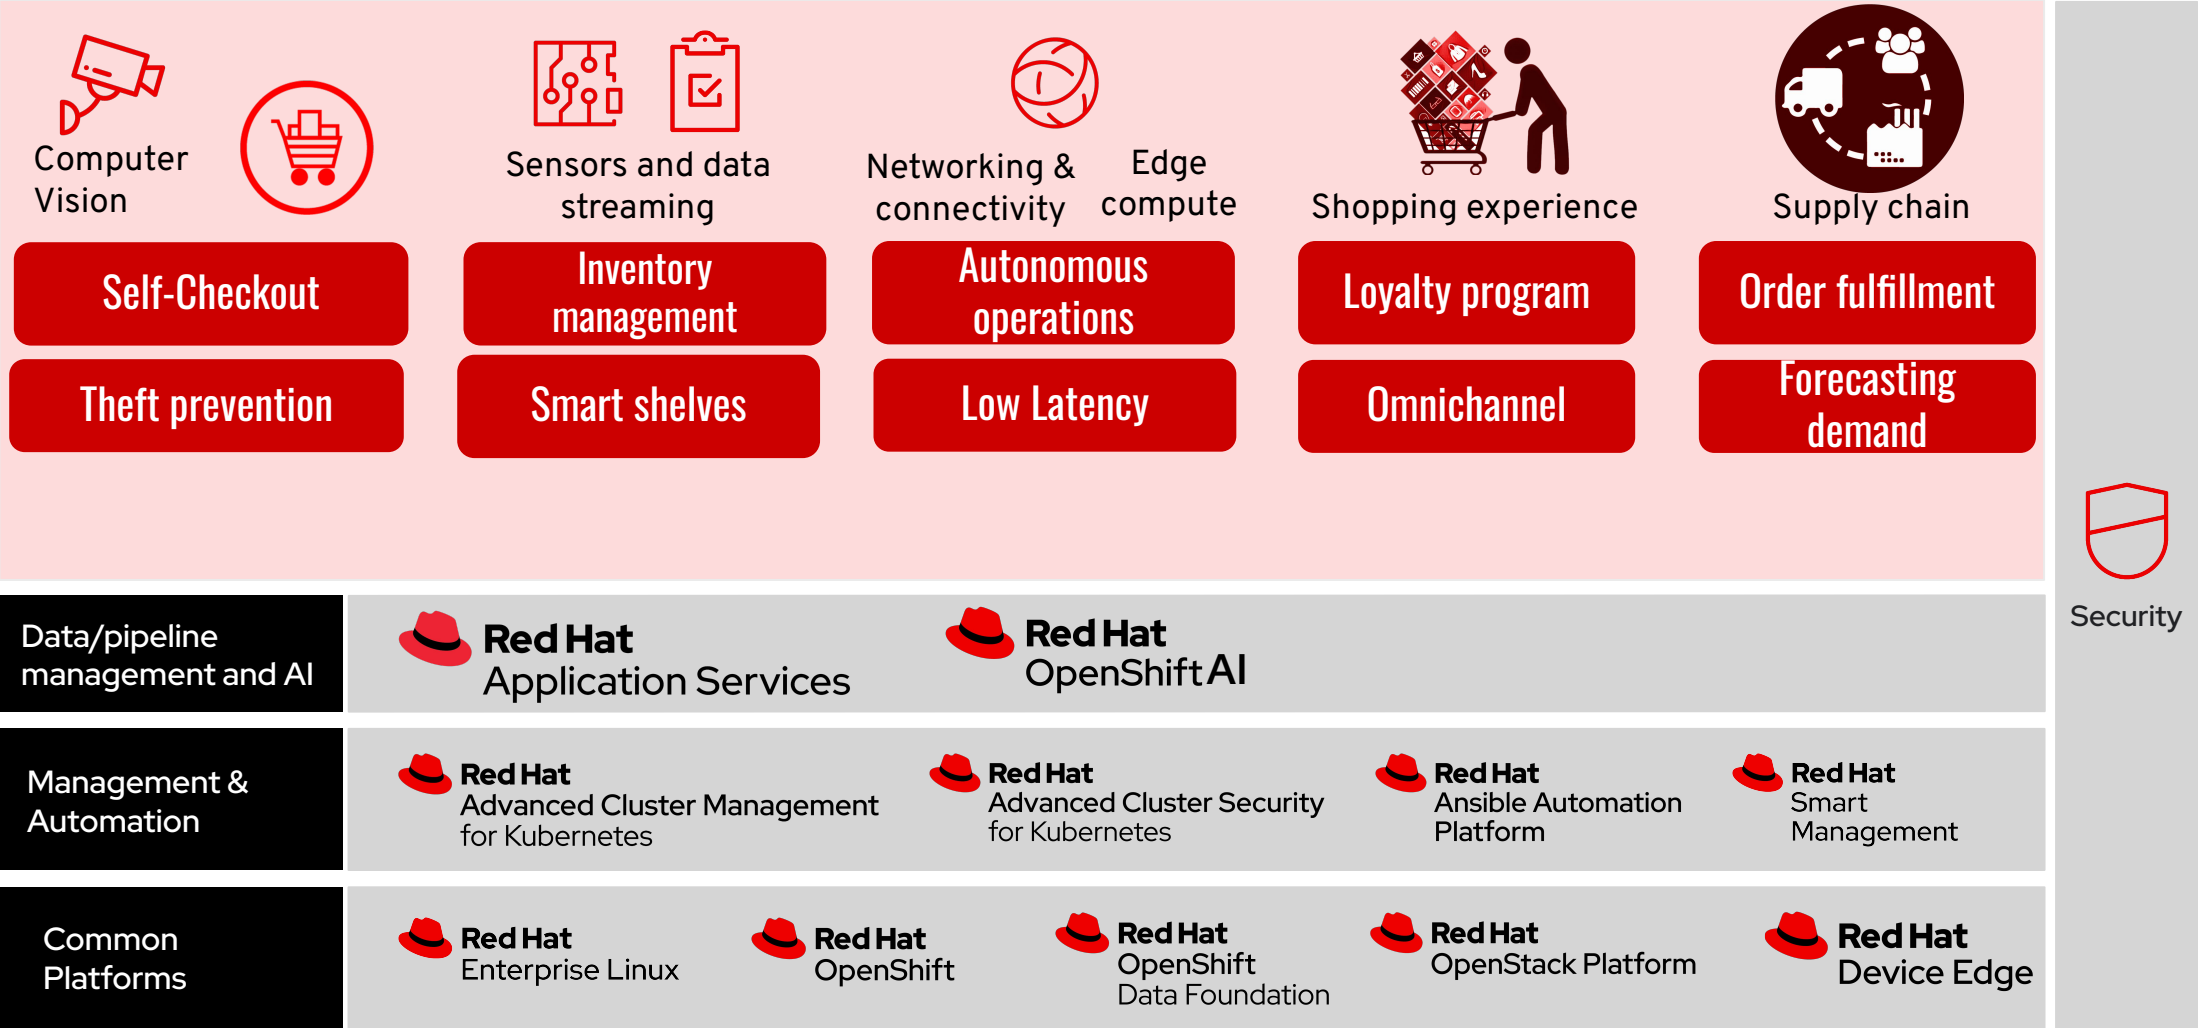 Computer
Vision
Sensors and data
streaming
Networking &
connectivity
Edge
compute
Shopping experience
Supply chain
Self-Checkout
Inventory
management
Autonomous
operations
Loyalty program
Order fulfillment
Theft prevention
Smart shelves
Low Latency
Omnichannel
Forecasting
demand
Security
Data/pipeline
management and AI
Red Hat
Application Services
Red Hat
OpenShift AI
Management &
Automation
Red Hat
Advanced Cluster Management
for Kubernetes
Red Hat
Advanced Cluster Security
for Kubernetes
Red Hat
Ansible Automation
Platform
Red Hat
Smart
Management
Common
Platforms
Red Hat
Enterprise Linux
Red Hat
OpenShift
Red Hat
OpenShift
Data Foundation
Red Hat
OpenStack Platform
Red Hat
Device Edge